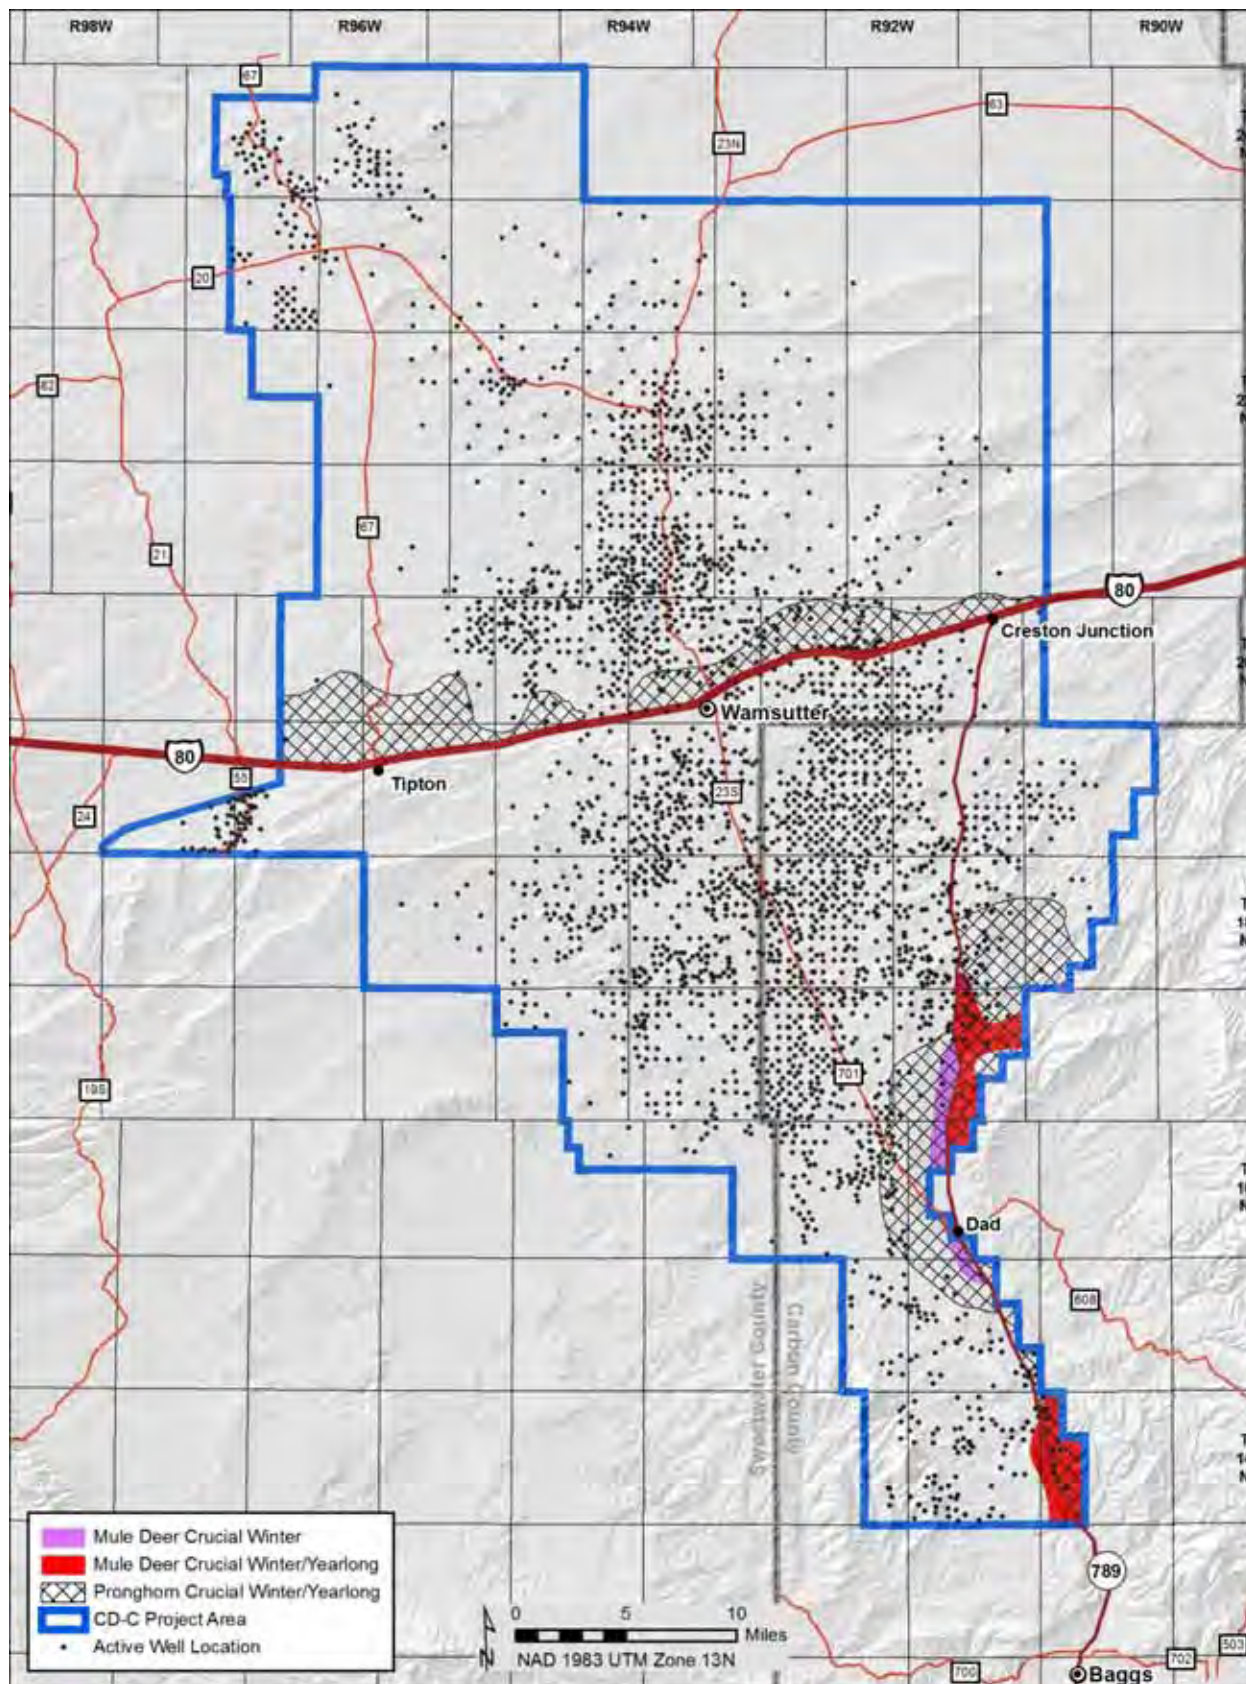 R98W
R96W
R94W
R92W
R90W
67
63
23N
20
62
67
21
80
Creston Junction
Wamsutter
80
55
Tipton
24
23S
701
19S
Dad
608
Sweetwater County
Carbon County
Mule Deer Crucial Winter
Mule Deer Crucial Winter/Yearlong
Pronghorn Crucial Winter/Yearlong
CD-C Project Area
Active Well Location
0 5 10
Miles
N
NAD 1983 UTM Zone 13N
789
700
702
503
Baggs